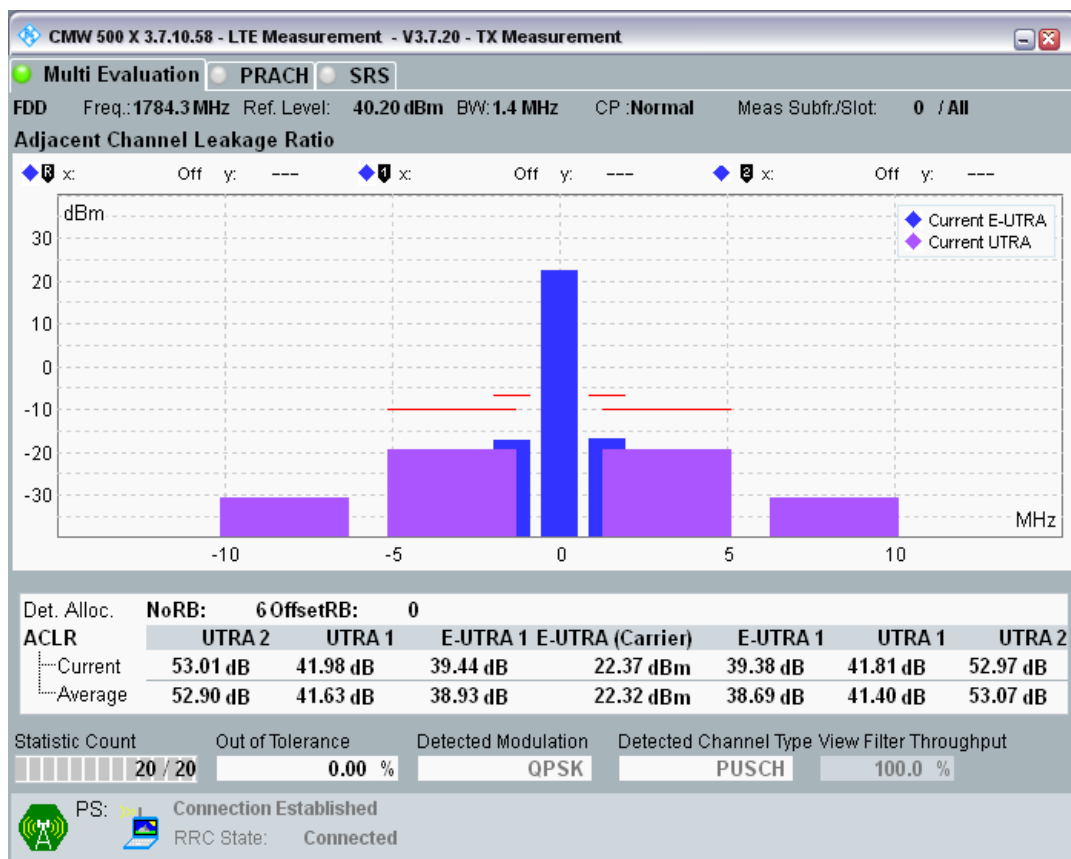 CMW 500 X 3.7.10.58 - LTE Measurement - V3.7.20 - TX Measurement
Multi Evaluation PRACH SRS
FDD Freq.: 1784.3 MHz Ref. Level: 40.20 dBm BW: 1.4 MHz CP :Normal Meas Subfr./Slot: 0 / All
Adjacent Channel Leakage Ratio
R x: Off y: --- 1 x: Off y: --- 2 x: Off y: ---
dBm
Current E-UTRA
Current UTRA
30
20
10
0
-10
-20
-30
MHz
-10 -5 0 5 10
Det. Alloc. NoRB: 6 OffsetRB: 0
ACLR UTRA 2 UTRA 1 E-UTRA 1 E-UTRA (Carrier) E-UTRA 1 UTRA 1 UTRA 2
Current 53.01 dB 41.98 dB 39.44 dB 22.37 dBm 39.38 dB 41.81 dB 52.97 dB
Average 52.90 dB 41.63 dB 38.93 dB 22.32 dBm 38.69 dB 41.40 dB 53.07 dB
Statistic Count Out of Tolerance Detected Modulation Detected Channel Type View Filter Throughput
20 / 20 0.00 % QPSK PUSCH 100.0 %
PS: Connection Established
RRC State: Connected